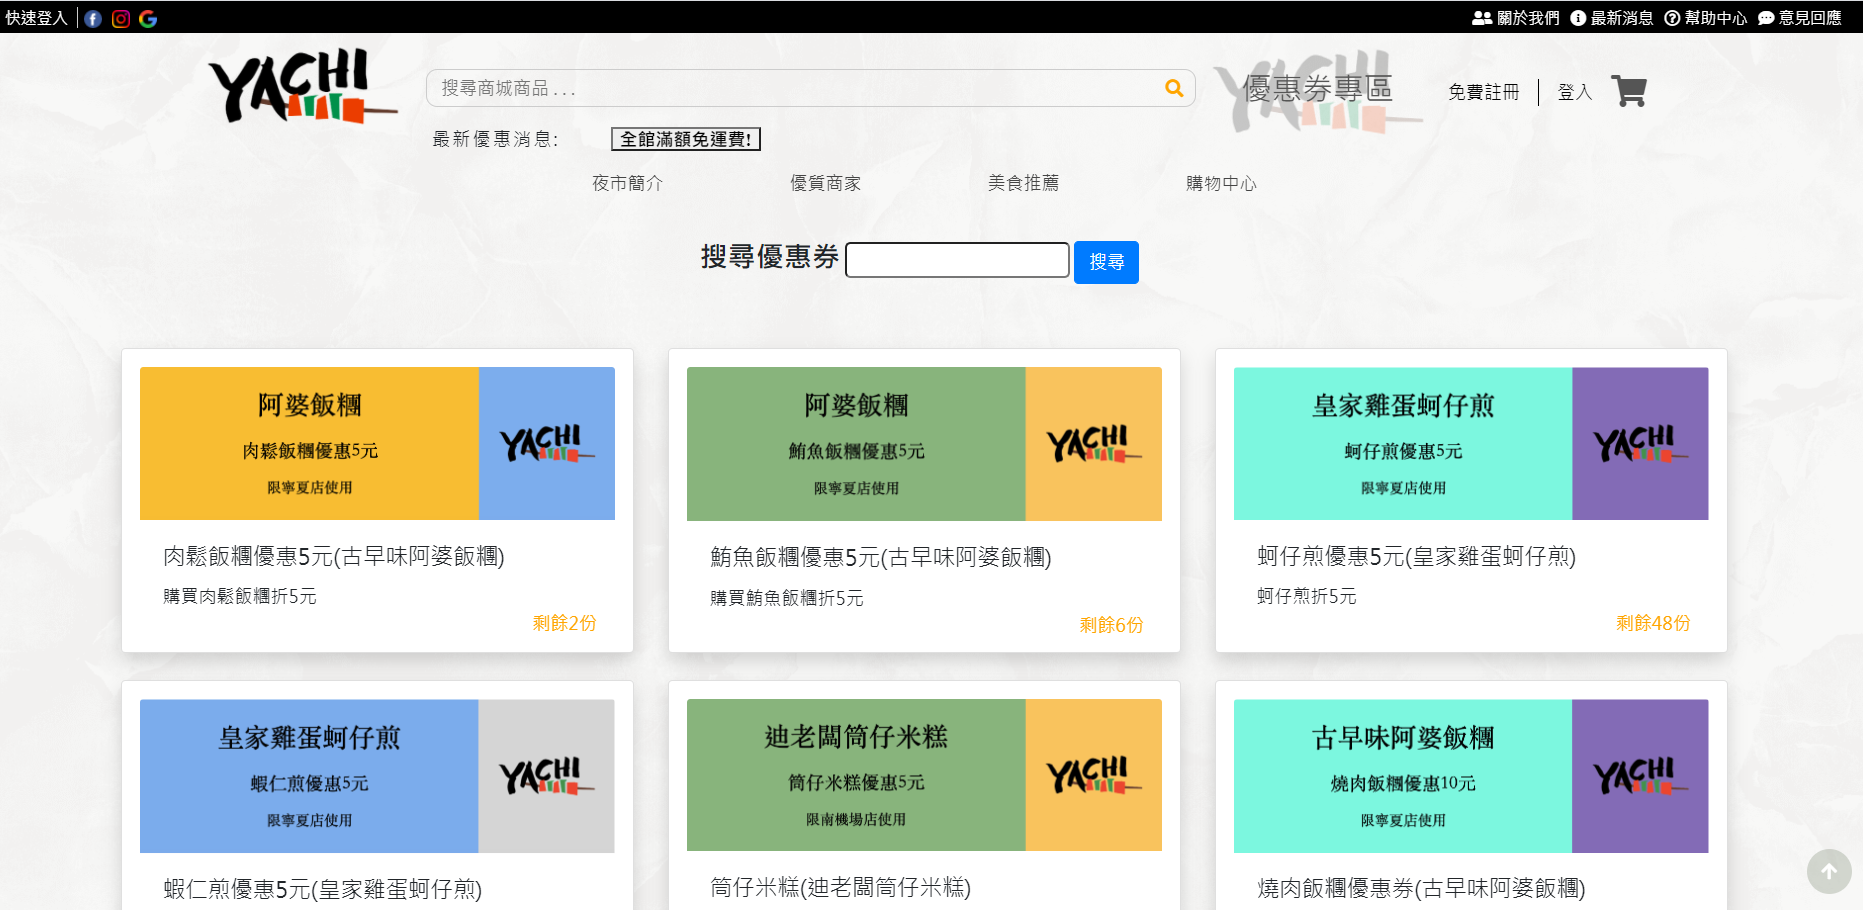 快速登入
關於我們 最新消息 幫助中心 意見回應
YACHI
搜尋商城商品 . . .
YACHI
優惠券專區
免費註冊 登入
最新優惠消息:
全館滿額免運費!
夜市簡介 優質商家 美食推薦 購物中心
搜尋優惠券 搜尋
阿婆飯糰
肉鬆飯糰優惠5元
限寧夏店使用
YACHI
肉鬆飯糰優惠5元(古早味阿婆飯糰)
購買肉鬆飯糰折5元
剩餘2份
阿婆飯糰
鮪魚飯糰優惠5元
限寧夏店使用
YACHI
鮪魚飯糰優惠5元(古早味阿婆飯糰)
購買鮪魚飯糰折5元
剩餘6份
皇家雞蛋蚵仔煎
蚵仔煎優惠5元
限寧夏店使用
YACHI
蚵仔煎優惠5元(皇家雞蛋蚵仔煎)
蚵仔煎折5元
剩餘48份
皇家雞蛋蚵仔煎
蝦仁煎優惠5元
限寧夏店使用
YACHI
蝦仁煎優惠5元(皇家雞蛋蚵仔煎)
迪老闆筒仔米糕
筒仔米糕優惠5元
限南機場店使用
YACHI
筒仔米糕(迪老闆筒仔米糕)
古早味阿婆飯糰
燒肉飯糰優惠10元
限寧夏店使用
YACHI
燒肉飯糰優惠券(古早味阿婆飯糰)